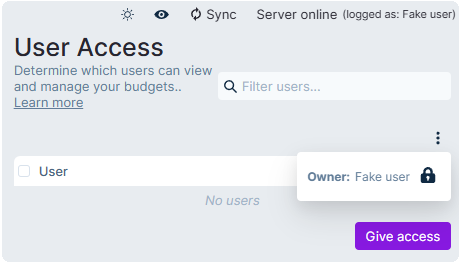 Sync Server online (logged as: Fake user)
User Access
Determine which users can view
and manage your budgets..
Learn more
Filter users...
User
Owner: Fake user
No users
Give access